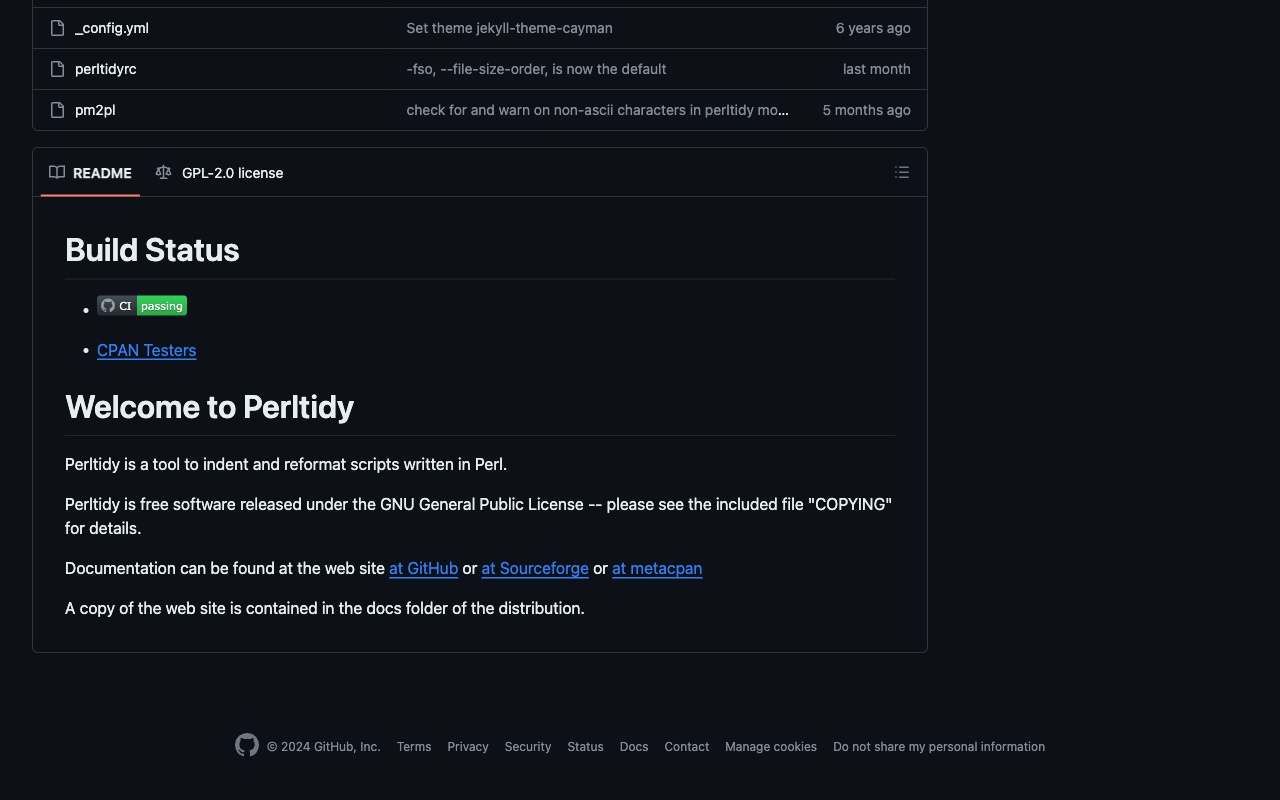 _config.yml Set theme jekyll-theme-cayman 6 years ago
perltidyrc -fso, --file-size-order, is now the default last month
pm2pl check for and warn on non-ascii characters in perltidy mo... 5 months ago
README GPL-2.0 license
Build Status
• CI passing
• CPAN Testers
Welcome to Perltidy
Perltidy is a tool to indent and reformat scripts written in Perl.
Perltidy is free software released under the GNU General Public License -- please see the included file "COPYING"
for details.
Documentation can be found at the web site at GitHub or at Sourceforge or at metacpan
A copy of the web site is contained in the docs folder of the distribution.
© 2024 GitHub, Inc. Terms Privacy Security Status Docs Contact Manage cookies Do not share my personal information